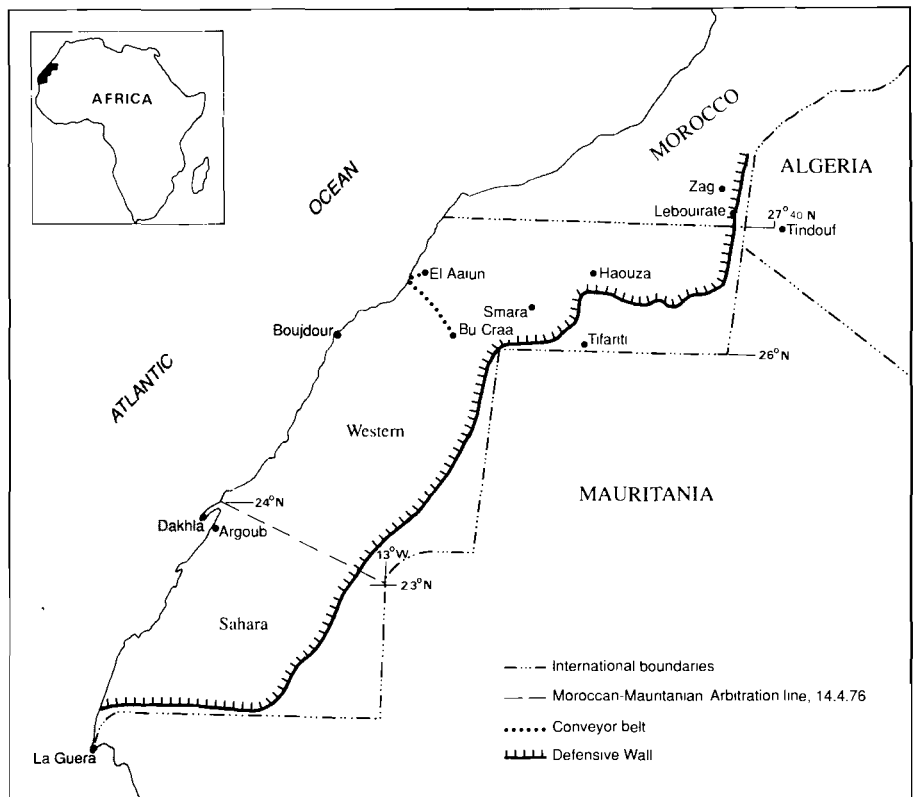 AFRICA
OCEAN
MOROCCO
ALGERIA
Zag
Lebouirate
27° 40 N
Tindouf
El Aaiun
Haouza
Smara
Boujdour
Bu Craa
Tifariti
26°N
ATLANTIC
Western
MAURITANIA
24°N
Dakhla
Argoub
13°W.
23°N
Sahara
International boundaries
Moroccan-Mauntanian Arbitration line, 14.4.76
Conveyor belt
Defensive Wall
La Guera